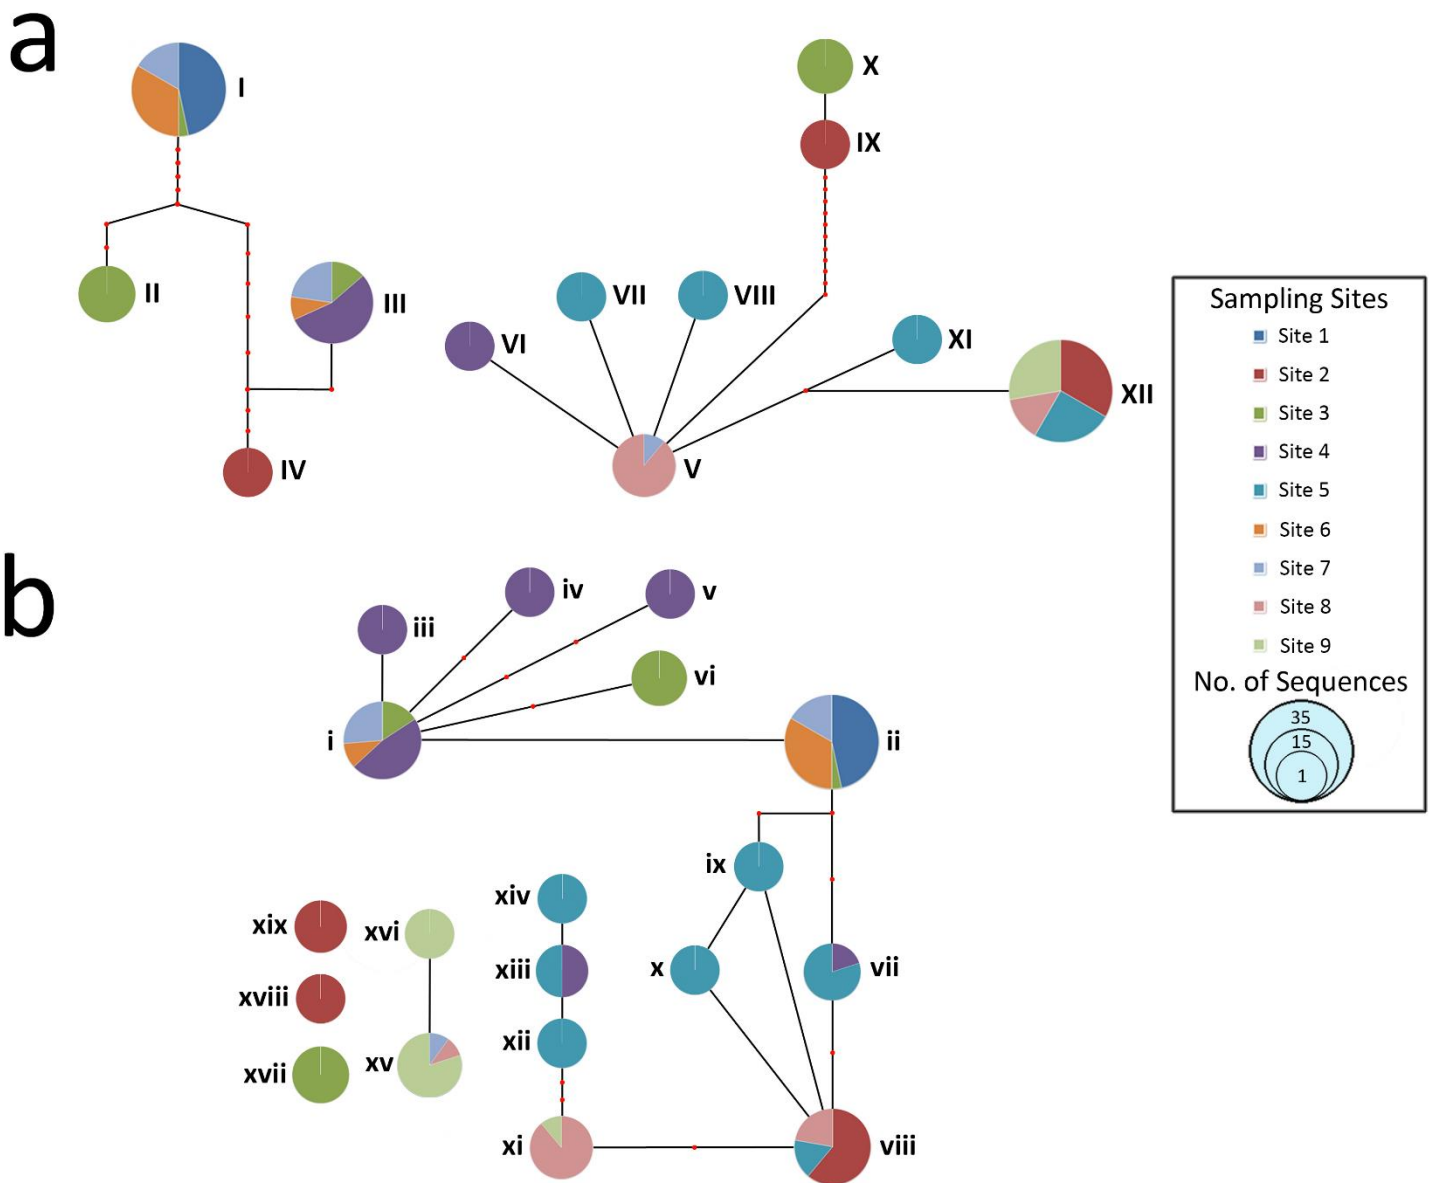 a
I
II
III
IV
V
VI
VII
VIII
IX
X
XI
XII
b
i
ii
iii
iv
v
vi
vii
viii
ix
x
xi
xii
xiii
xiv
xv
xvi
xvii
xviii
xix
Sampling Sites
Site 1
Site 2
Site 3
Site 4
Site 5
Site 6
Site 7
Site 8
Site 9
No. of Sequences
35
15
1